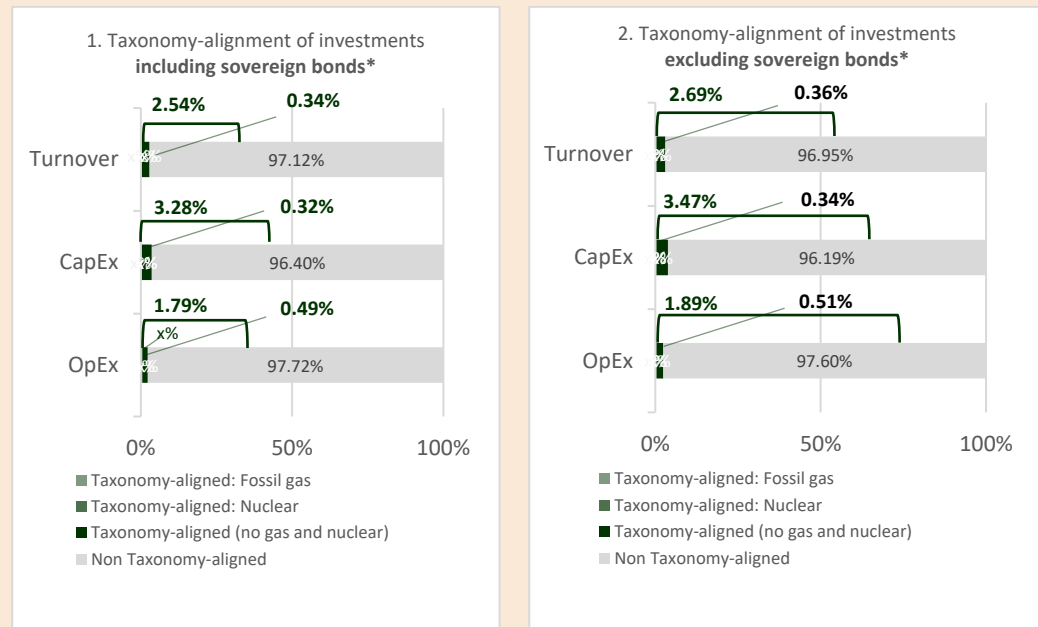 1. Taxonomy-alignment of investments
including sovereign bonds*
2.54% 0.34%
Turnover 97.12%
3.28% 0.32%
CapEx 96.40%
1.79% 0.49%
x%
OpEx 97.72%
0% 50% 100%
Taxonomy-aligned: Fossil gas
Taxonomy-aligned: Nuclear
Taxonomy-aligned (no gas and nuclear)
Non Taxonomy-aligned
2. Taxonomy-alignment of investments
excluding sovereign bonds*
2.69% 0.36%
Turnover 96.95%
3.47% 0.34%
CapEx 96.19%
1.89% 0.51%
OpEx 97.60%
0% 50% 100%
Taxonomy-aligned: Fossil gas
Taxonomy-aligned: Nuclear
Taxonomy-aligned (no gas and nuclear)
Non Taxonomy-aligned